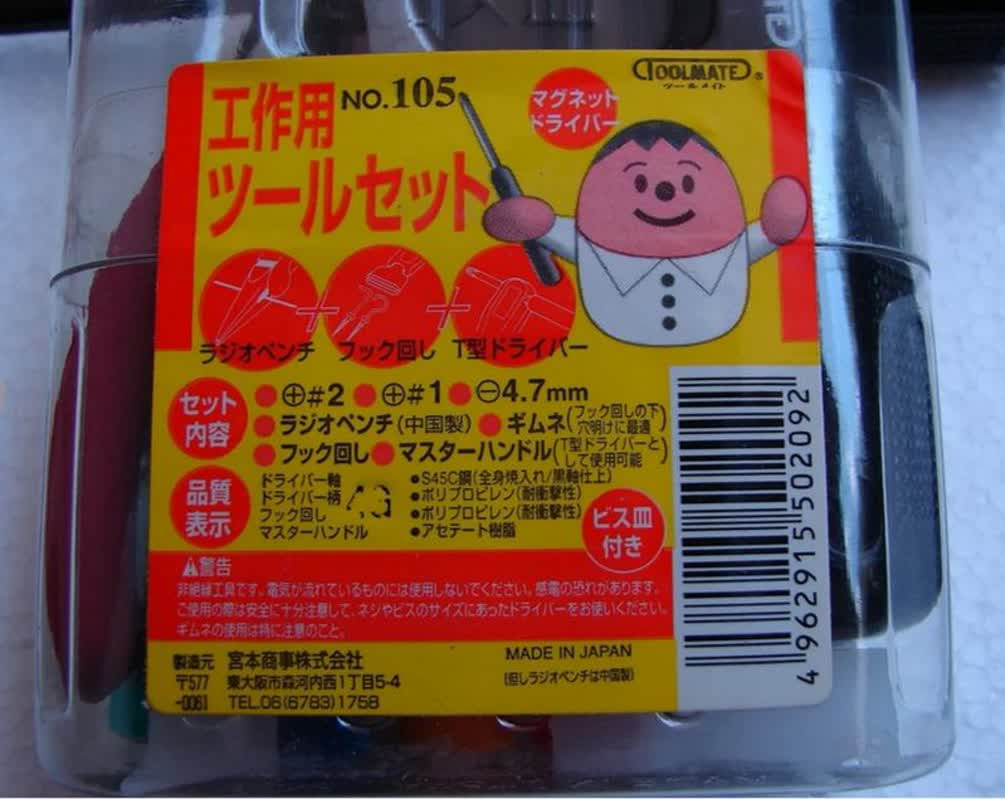 TOOLMATE®
ツールメイト
工作用 NO.105
ツールセット
マグネット
ドライバー
ラジオペンチ フック回し T型ドライバー
セット
内容
●⊕#2 ●⊕#1 ●⊖4.7mm
●ラジオペンチ(中国製) ●ギムネ(フック回しの下穴明けに最適)
●フック回し●マスターハンドル(T型ドライバーとして使用可能)
品質
表示
ドライバー軸 ●S45C鋼(全身焼入れ/黒軸仕上)
ドライバー柄 ●ポリプロピレン(耐衝撃性)
フック回し ●ポリプロピレン(耐衝撃性)
マスターハンドル ●アセテート樹脂
ビス皿
付き
⚠警告
非絶縁工具です。電気が流れているものには使用しないでください。感電の恐れがあります。
ご使用の際は安全に十分注意して、ネジやビスのサイズにあったドライバーをお使いください。
ギムネの使用は特に注意のこと。
製造元 宮本商事株式会社
〒577-0061 東大阪市森河内西1丁目5-4
TEL.06(6783)1758
MADE IN JAPAN
(但しラジオペンチは中国製)
4962915502092